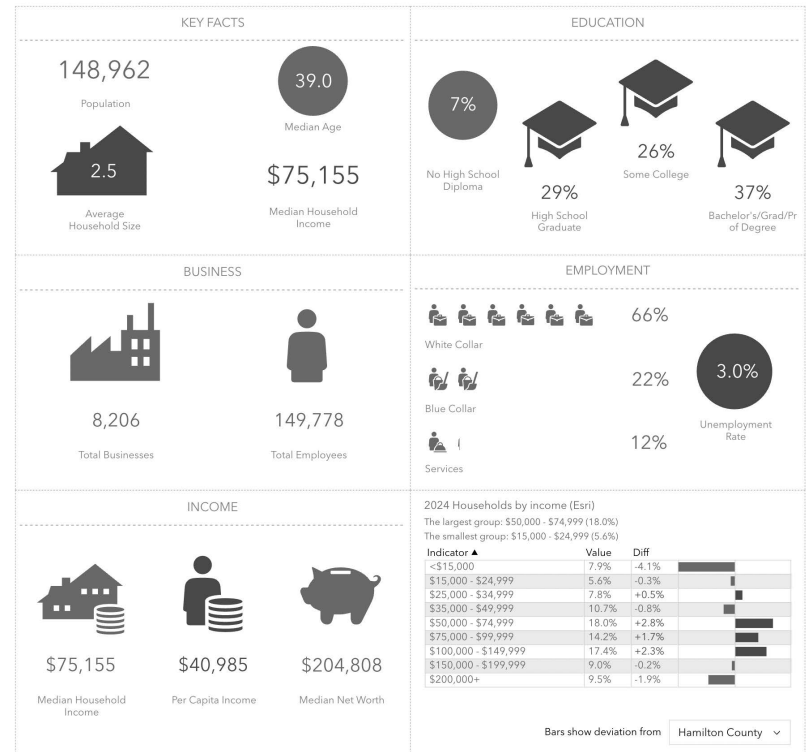 KEY FACTS
148,962
Population
39.0
Median Age
2.5
Average
Household Size
$75,155
Median Household
Income
EDUCATION
7%
No High School
Diploma
29%
High School
Graduate
26%
Some College
37%
Bachelor's/Grad/Pr
of Degree
BUSINESS
8,206
Total Businesses
149,778
Total Employees
EMPLOYMENT
66%
White Collar
22%
Blue Collar
12%
Services
3.0%
Unemployment
Rate
INCOME
$75,155
Median Household
Income
$40,985
Per Capita Income
$204,808
Median Net Worth
2024 Households by income (Esri)
The largest group: $50,000 - $74,999 (18.0%)
The smallest group: $15,000 - $24,999 (5.6%)
Indicator ▲ Value Diff
<$15,000 7.9% -4.1%
$15,000 - $24,999 5.6% -0.3%
$25,000 - $34,999 7.8% +0.5%
$35,000 - $49,999 10.7% -0.8%
$50,000 - $74,999 18.0% +2.8%
$75,000 - $99,999 14.2% +1.7%
$100,000 - $149,999 17.4% +2.3%
$150,000 - $199,999 9.0% -0.2%
$200,000+ 9.5% -1.9%
Bars show deviation from Hamilton County